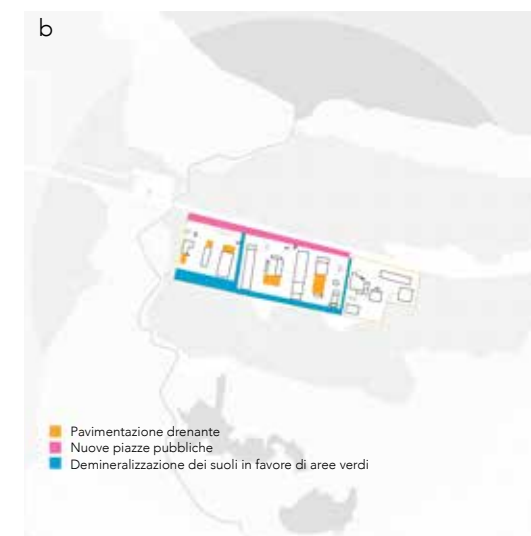 b
Pavimentazione drenante
Nuove piazze pubbliche
Demineralizzazione dei suoli in favore di aree verdi